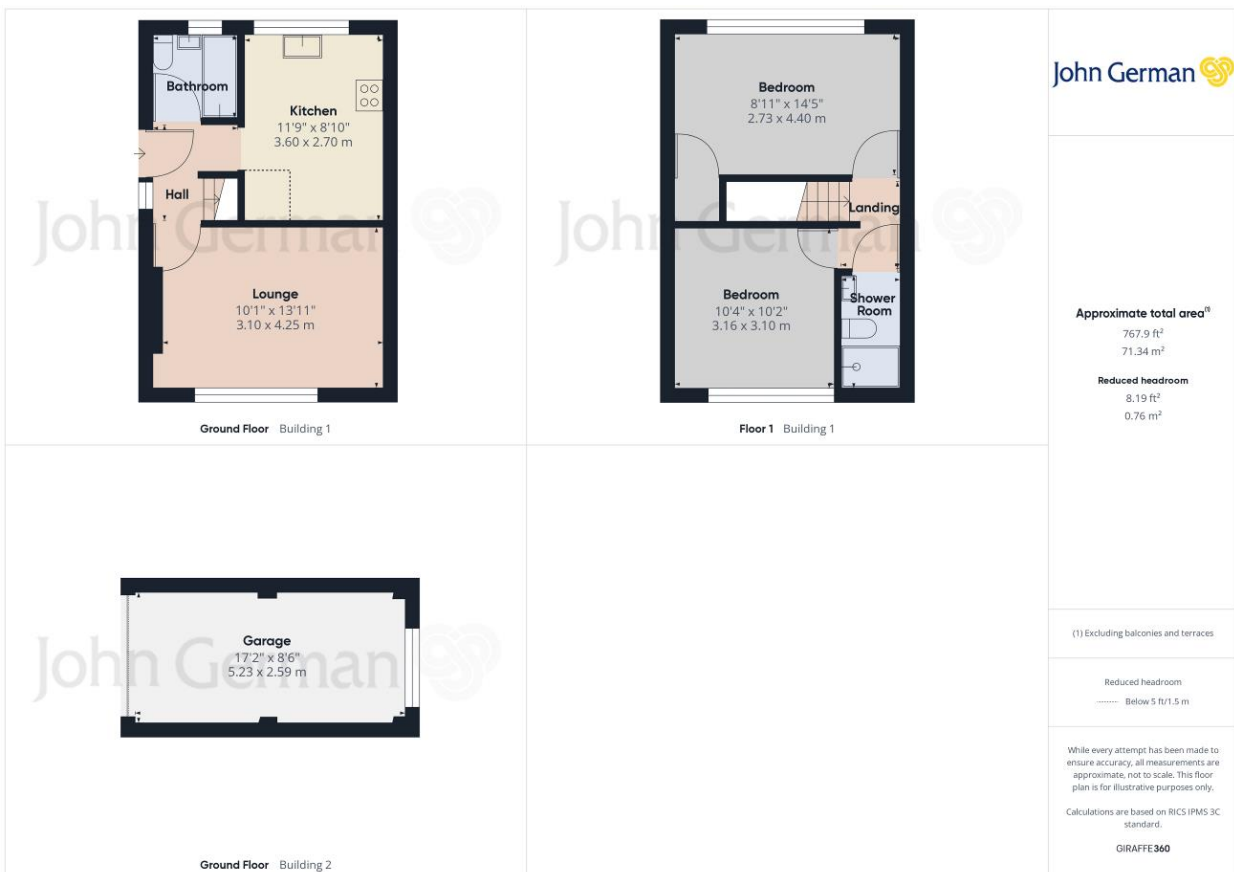 Bathroom
Kitchen
11'9" x 8'10"
3.60 x 2.70 m
Hall
Lounge
10'1" x 13'11"
3.10 x 4.25 m
John German
Ground Floor Building 1
Bedroom
8'11" x 14'5"
2.73 x 4.40 m
Landing
Bedroom
10'4" x 10'2"
3.16 x 3.10 m
Shower
Room
John German
Floor 1 Building 1
Garage
17'2" x 8'6"
5.23 x 2.59 m
John German
Ground Floor Building 2
John German
Approximate total area(1)
767.9 ft²
71.34 m²
Reduced headroom
8.19 ft²
0.76 m²
(1) Excluding balconies and terraces
Reduced headroom
Below 5 ft/1.5 m
While every attempt has been made to
ensure accuracy, all measurements are
approximate, not to scale. This floor
plan is for illustrative purposes only.
Calculations are based on RICS IPMS 3C
standard.
GIRAFFE360